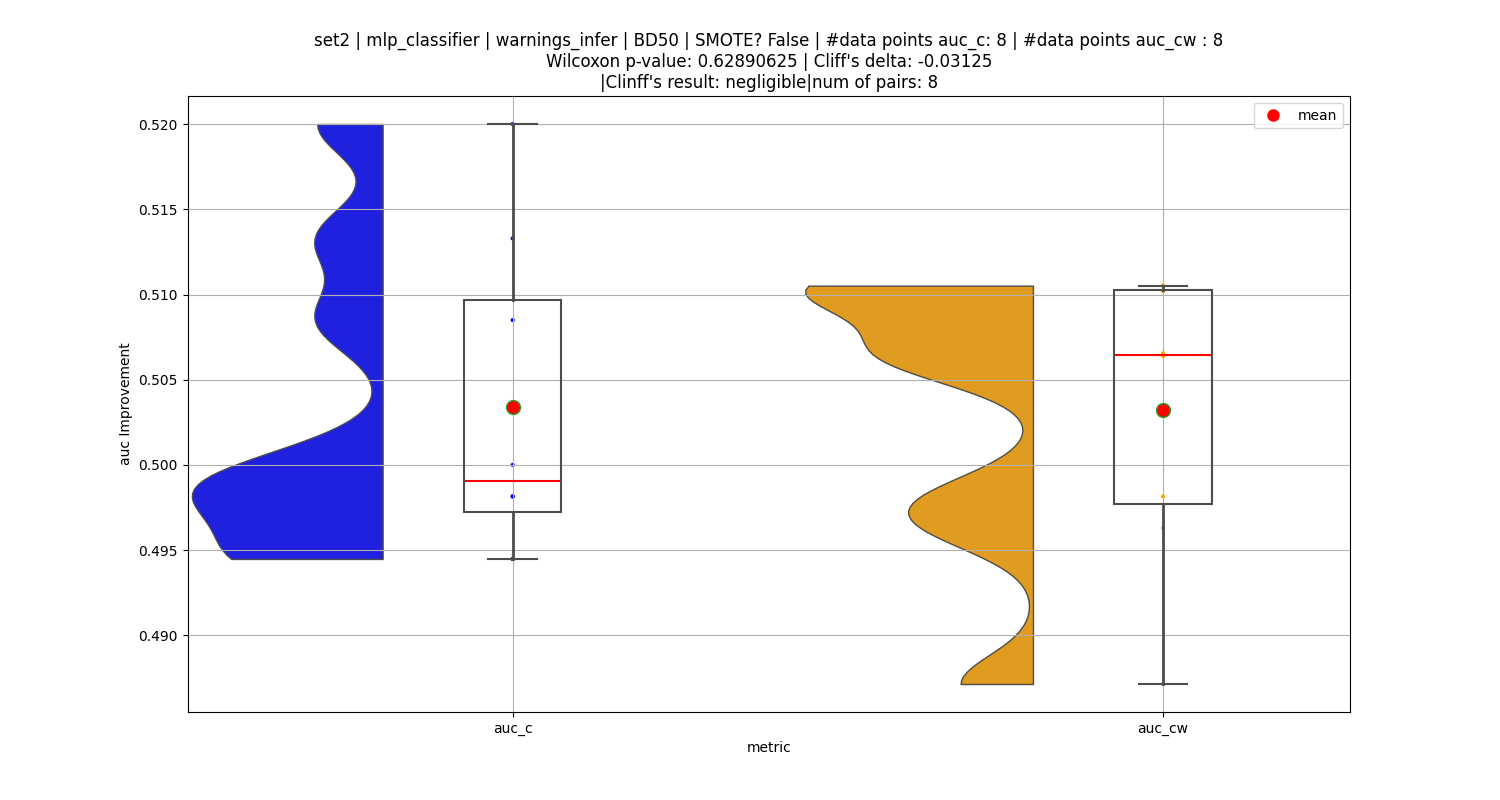 set2 | mlp_classifier | warnings_infer | BD50 | SMOTE? False | #data points auc_c: 8 | #data points auc_cw : 8
Wilcoxon p-value: 0.62890625 | Cliff's delta: -0.03125
|Clinff's result: negligible|num of pairs: 8
mean
0.520
0.515
0.510
0.505
0.500
0.495
0.490
auc Improvement
auc_c
auc_cw
metric